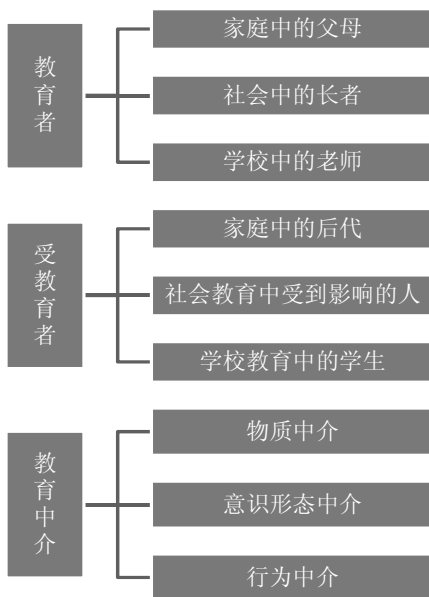 教育者
家庭中的父母
社会中的长者
学校中的老师
受教育者
家庭中的后代
社会教育中受到影响的人
学校教育中的学生
教育中介
物质中介
意识形态中介
行为中介